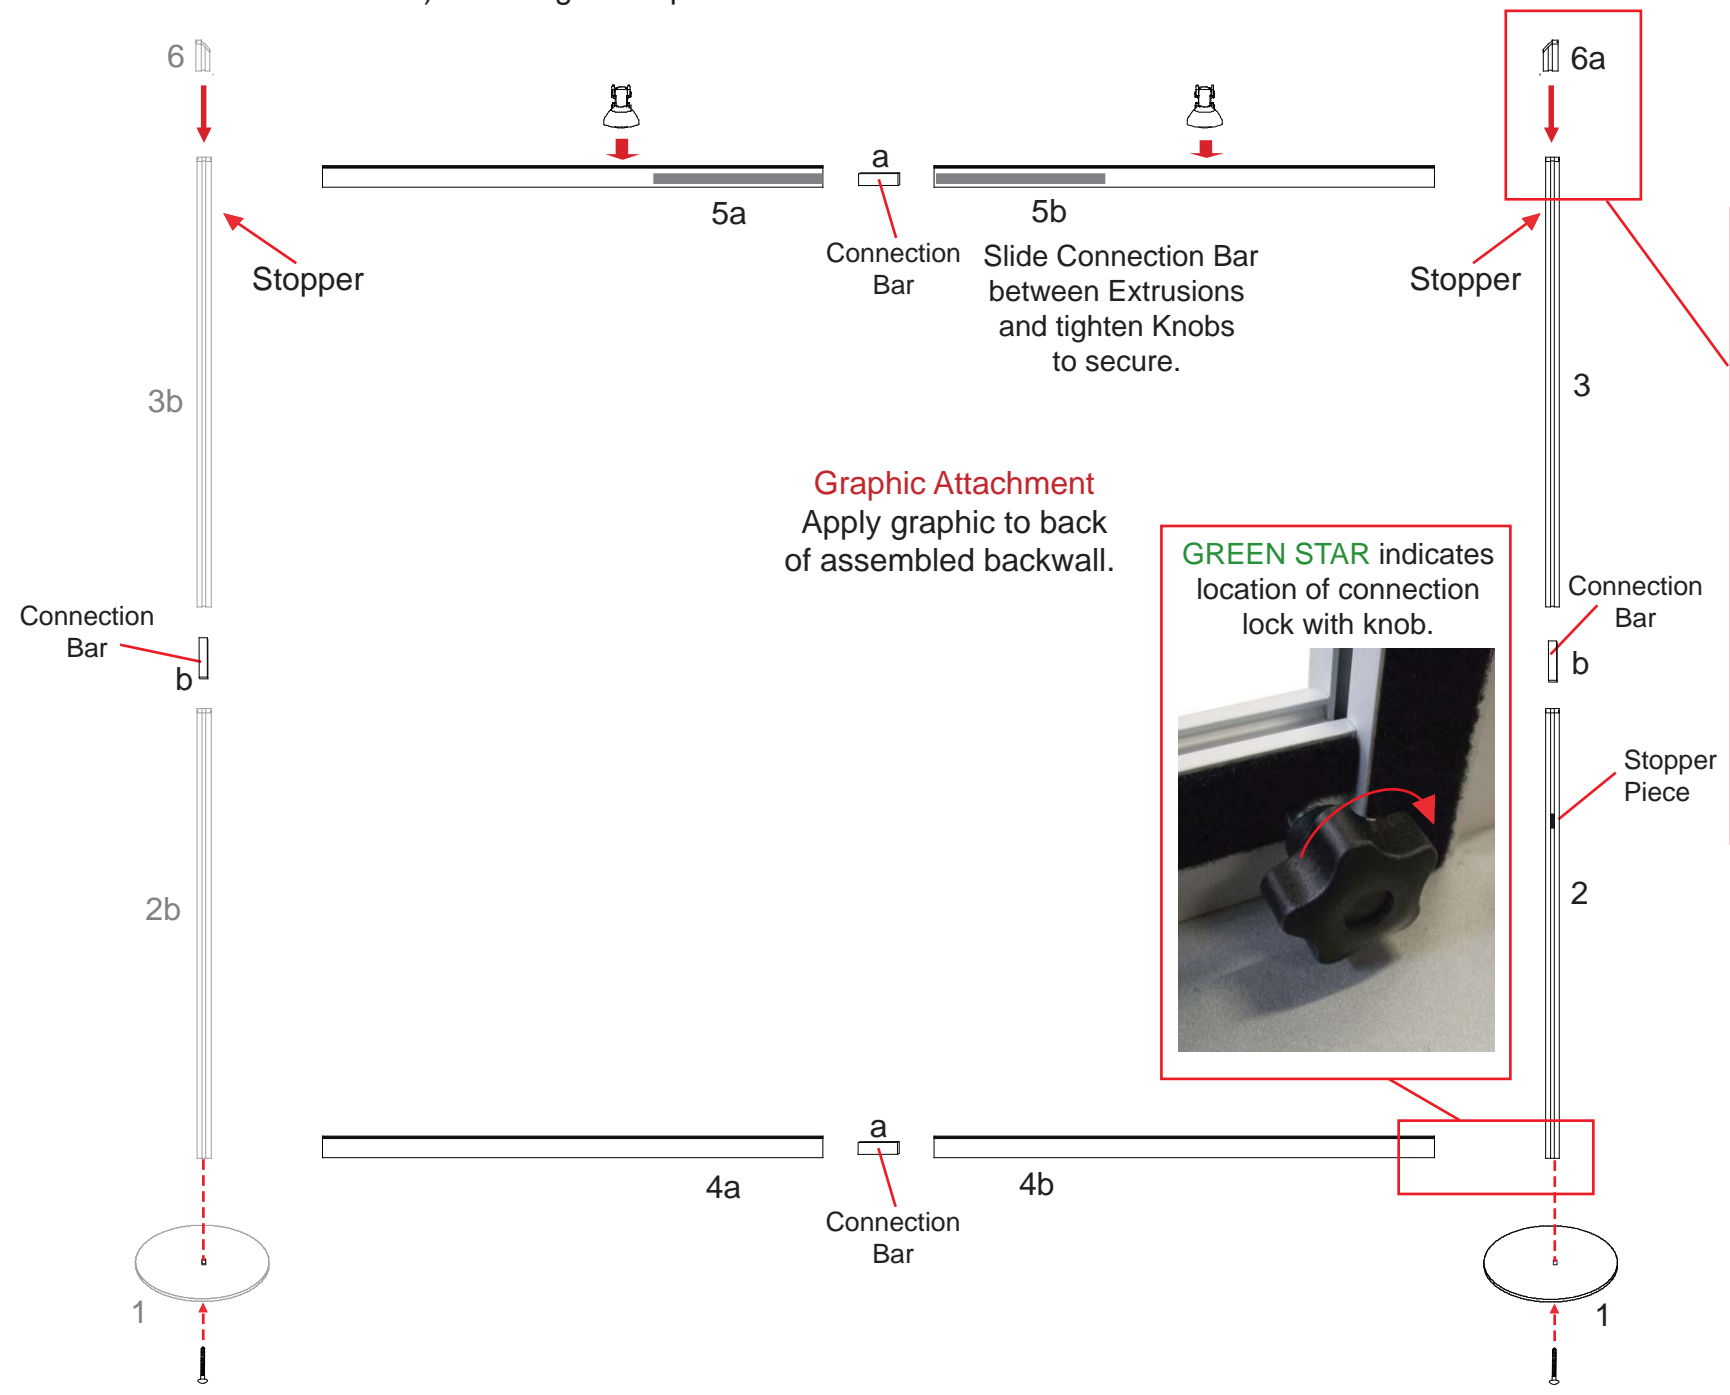 6
6a
a
5a
5b
Stopper
Connection
Bar
Slide Connection Bar
between Extrusions
and tighten Knobs
to secure.
Stopper
3b
3
Graphic Attachment
Apply graphic to back
of assembled backwall.
GREEN STAR indicates
location of connection
lock with knob.
Connection
Bar
b
Connection
Bar
b
Stopper
Piece
2b
2
a
4a
4b
Connection
Bar
1
1